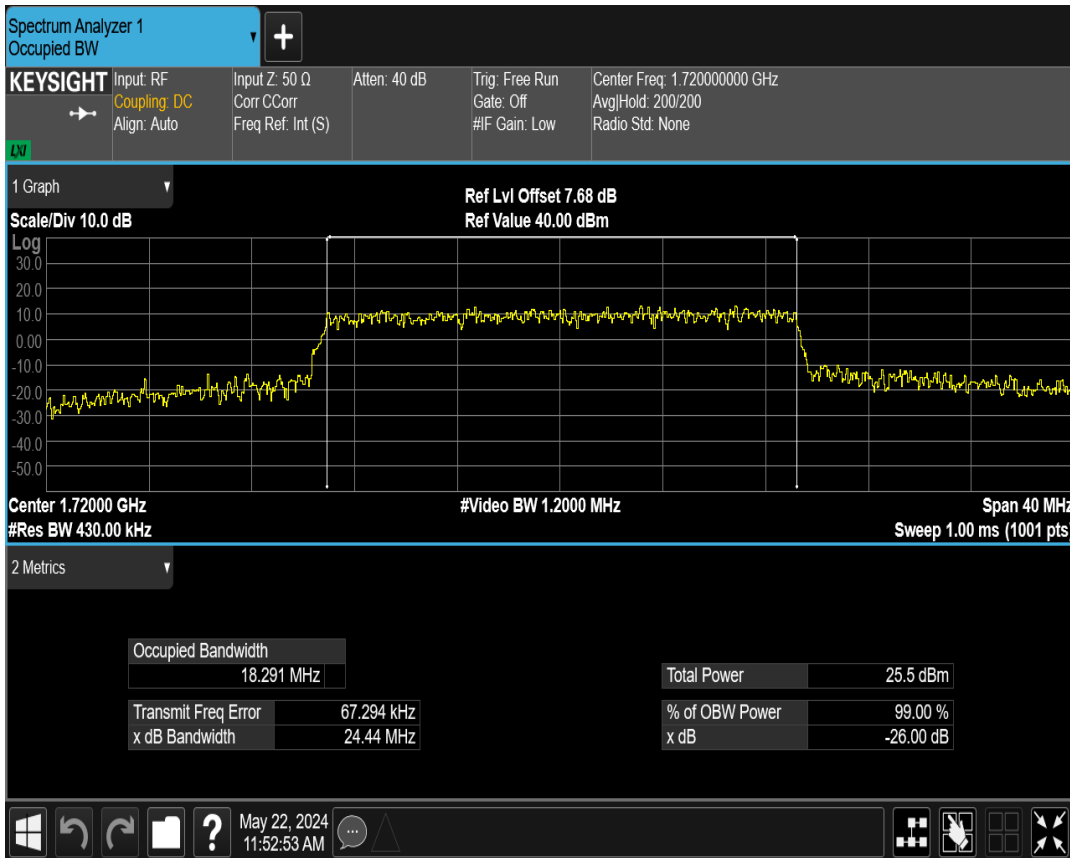 Spectrum Analyzer 1
Occupied BW
+
KEYSIGHT
LXI
Input: RF
Coupling: DC
Align: Auto
Input Z: 50 Ω
Corr CCorr
Freq Ref: Int (S)
Atten: 40 dB
Trig: Free Run
Gate: Off
#IF Gain: Low
Center Freq: 1.720000000 GHz
Avg|Hold: 200/200
Radio Std: None
1 Graph
Scale/Div 10.0 dB
Ref Lvl Offset 7.68 dB
Ref Value 40.00 dBm
Log
30.0
20.0
10.0
0.00
-10.0
-20.0
-30.0
-40.0
-50.0
Center 1.72000 GHz
#Video BW 1.2000 MHz
Span 40 MHz
#Res BW 430.00 kHz
Sweep 1.00 ms (1001 pts)
2 Metrics
Occupied Bandwidth
18.291 MHz
Transmit Freq Error 67.294 kHz
x dB Bandwidth 24.44 MHz
Total Power 25.5 dBm
% of OBW Power 99.00 %
x dB -26.00 dB
?
May 22, 2024
11:52:53 AM